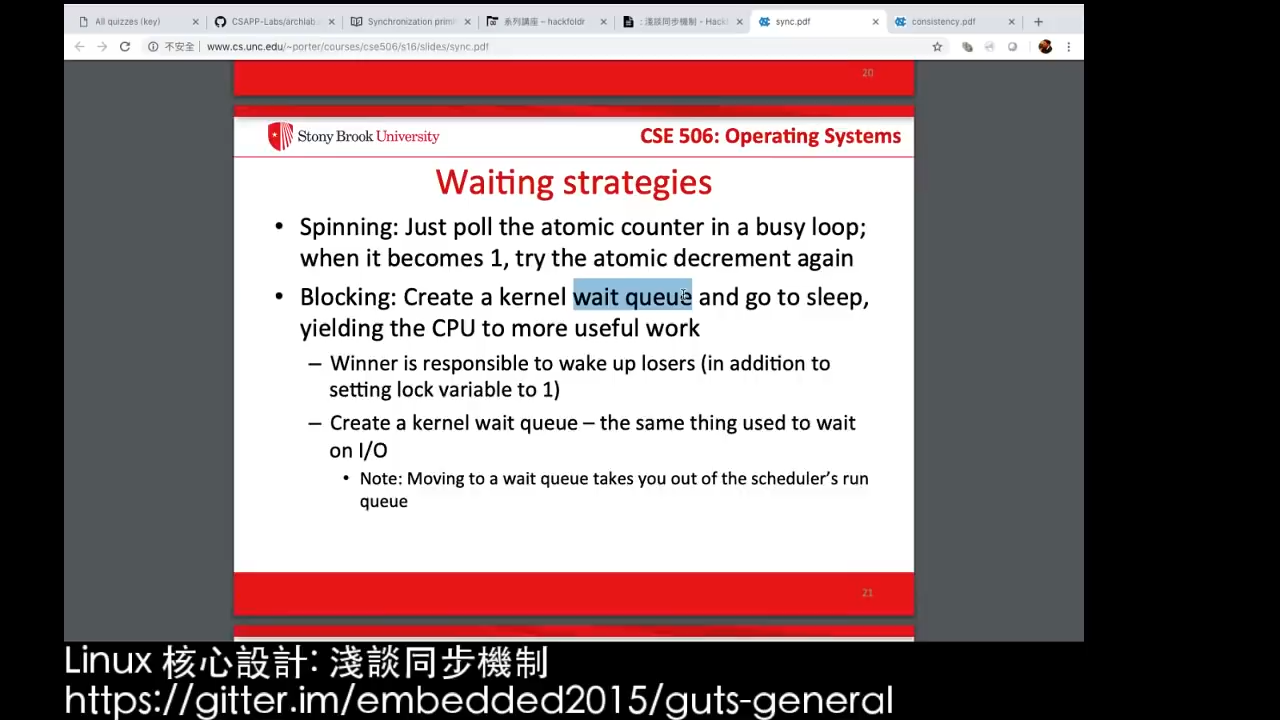 All quizzes (key)
CSAPP-Labs/archlab
Synchronization primi
系列講座 – hackfoldr
: 淺談同步機制 - Hack
sync.pdf
consistency.pdf
不安全
www.cs.unc.edu/~porter/courses/cse506/s16/slides/sync.pdf
20
Stony Brook University
CSE 506: Operating Systems
Waiting strategies
• Spinning: Just poll the atomic counter in a busy loop;
when it becomes 1, try the atomic decrement again
• Blocking: Create a kernel wait queue and go to sleep,
yielding the CPU to more useful work
– Winner is responsible to wake up losers (in addition to
setting lock variable to 1)
– Create a kernel wait queue – the same thing used to wait
on I/O
• Note: Moving to a wait queue takes you out of the scheduler's run
queue
21
Linux 核心設計: 淺談同步機制
https://gitter.im/embedded2015/guts-general